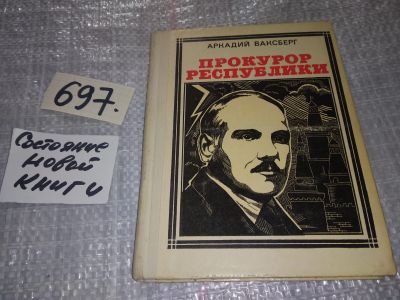 697.
Состояние
новой
книги
АРКАДИЙ ВАКСБЕРГ
ПРОКУРОР
РЕСПУБЛИКИ